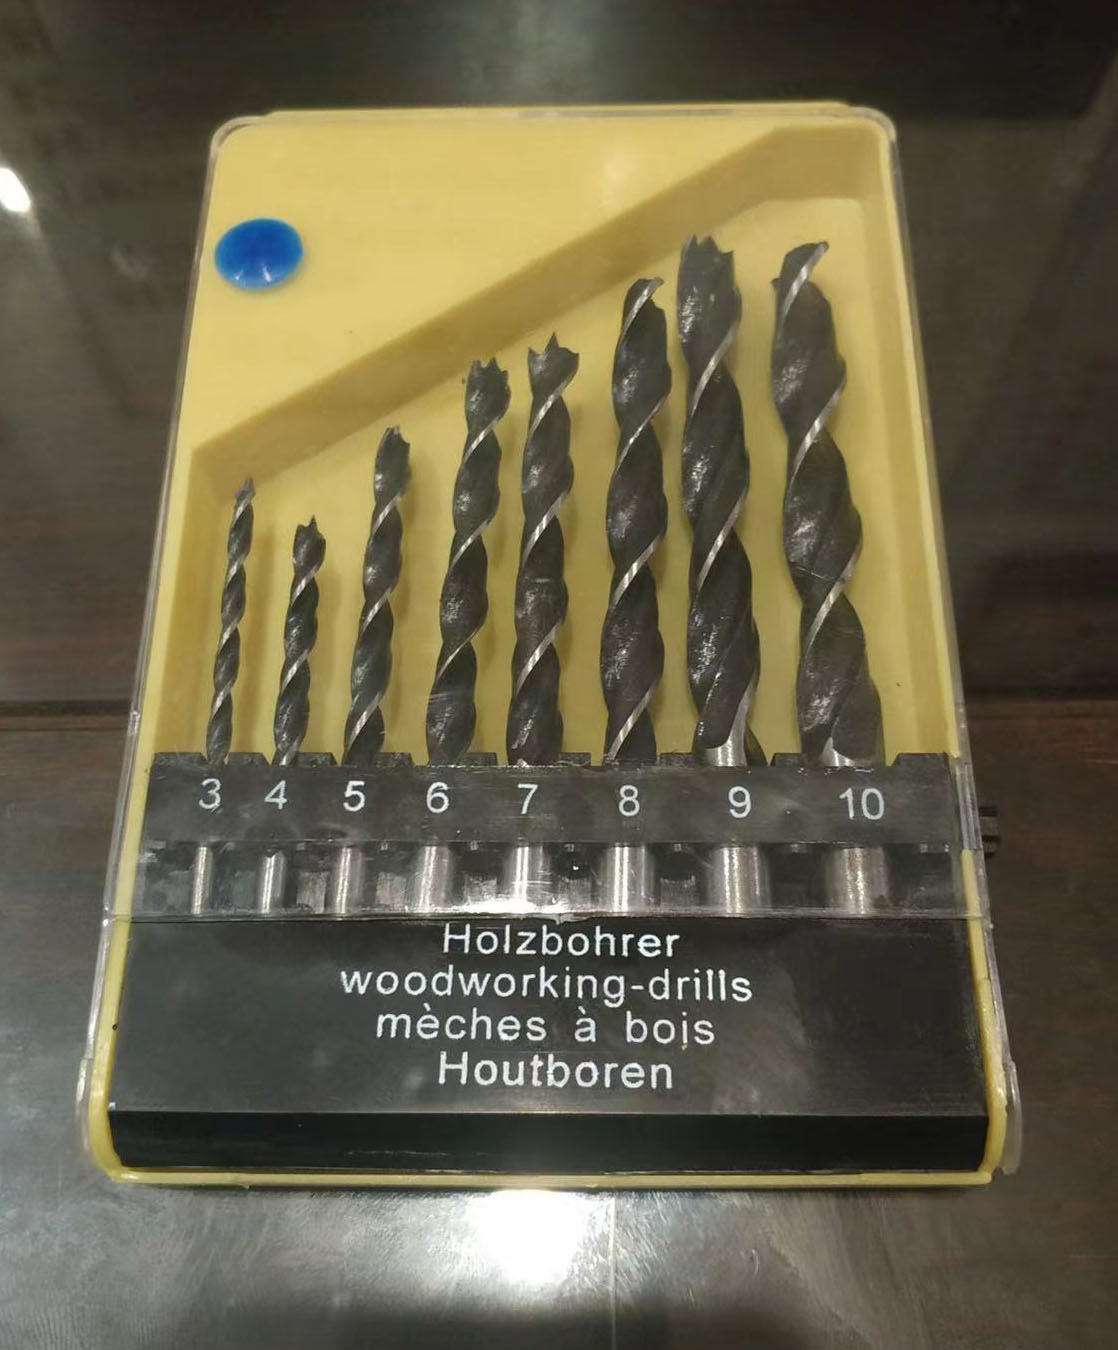 3 4 5 6 7 8 9 10
Holzbohrer
woodworking-drills
mèches à bois
Houtboren